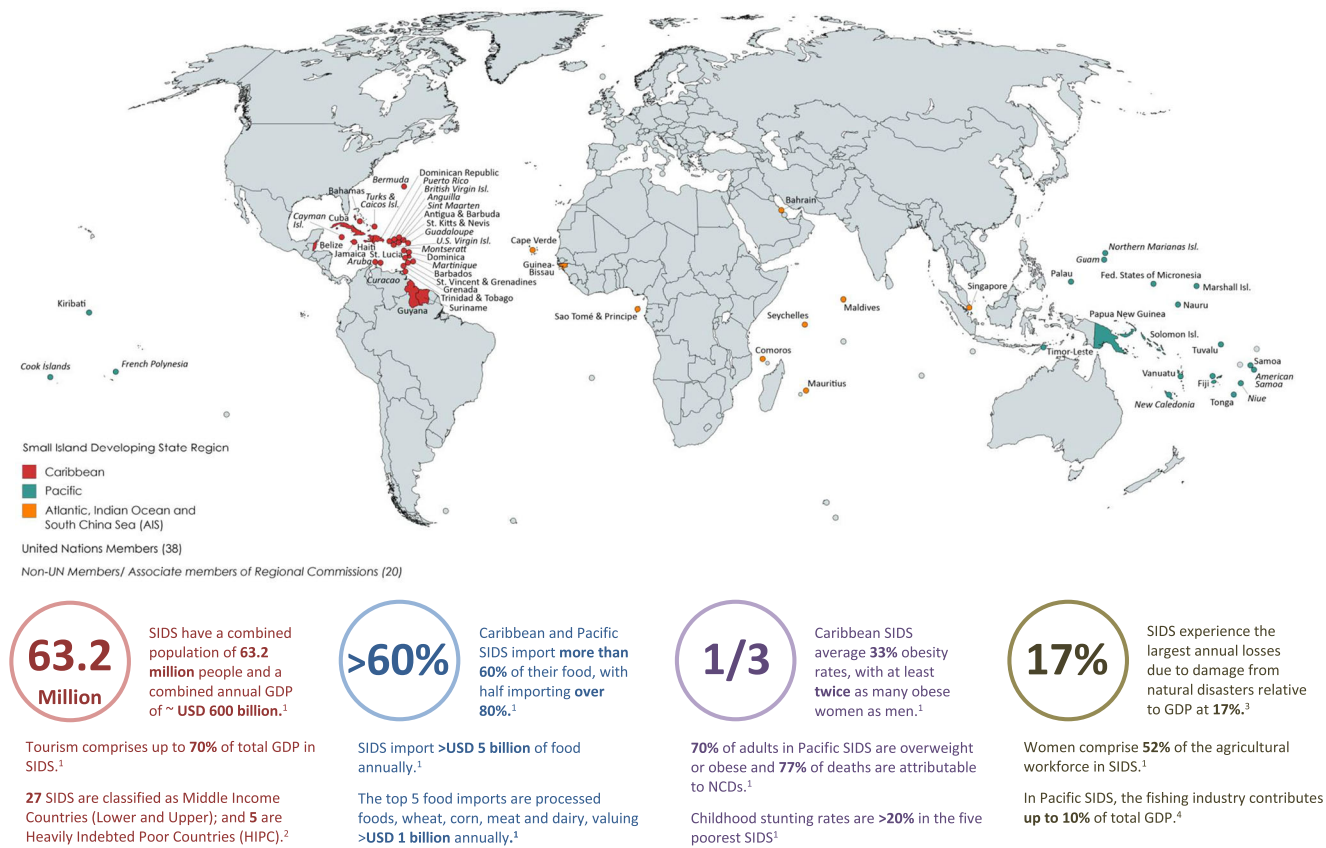 Bermuda
Dominican Republic
Puerto Rico
British Virgin Isl.
Anguilla
Sint Maarten
Antigua & Barbuda
St. Kitts & Nevis
Guadaloupe
U.S. Virgin Isl.
Montseratt
Dominica
Martinique
Barbados
St. Vincent & Grenadines
Grenada
Trinidad & Tobago
Suriname
Bahamas
Turks &
Caicos Isl.
Cayman
Isl.
Cuba
Belize
Haiti
Jamaica
St. Lucia
Aruba
Curacao
Guyana
Cape Verde
Guinea-
Bissau
Sao Tomé & Principe
Bahrain
Maldives
Seychelles
Comoros
Mauritius
Singapore
Northern Marianas Isl.
Guam
Palau
Fed. States of Micronesia
Marshall Isl.
Nauru
Papua New Guinea
Solomon Isl.
Timor-Leste
Tuvalu
Samoa
American
Samoa
Vanuatu
Fiji
Niue
Tonga
New Caledonia
Kiribati
Cook Islands
French Polynesia
Small Island Developing State Region
Caribbean
Pacific
Atlantic, Indian Ocean and
South China Sea (AIS)
United Nations Members (38)
Non-UN Members/ Associate members of Regional Commissions (20)
63.2
Million
SIDS have a combined
population of 63.2
million people and a
combined annual GDP
of ~ USD 600 billion.1
Tourism comprises up to 70% of total GDP in
SIDS.1
27 SIDS are classified as Middle Income
Countries (Lower and Upper); and 5 are
Heavily Indebted Poor Countries (HIPC).2
>60%
Caribbean and Pacific
SIDS import more than
60% of their food, with
half importing over
80%.1
SIDS import >USD 5 billion of food
annually.1
The top 5 food imports are processed
foods, wheat, corn, meat and dairy, valuing
>USD 1 billion annually.1
1/3
Caribbean SIDS
average 33% obesity
rates, with at least
twice as many obese
women as men.1
70% of adults in Pacific SIDS are overweight
or obese and 77% of deaths are attributable
to NCDs.1
Childhood stunting rates are >20% in the five
poorest SIDS1
17%
SIDS experience the
largest annual losses
due to damage from
natural disasters relative
to GDP at 17%.3
Women comprise 52% of the agricultural
workforce in SIDS.1
In Pacific SIDS, the fishing industry contributes
up to 10% of total GDP.4